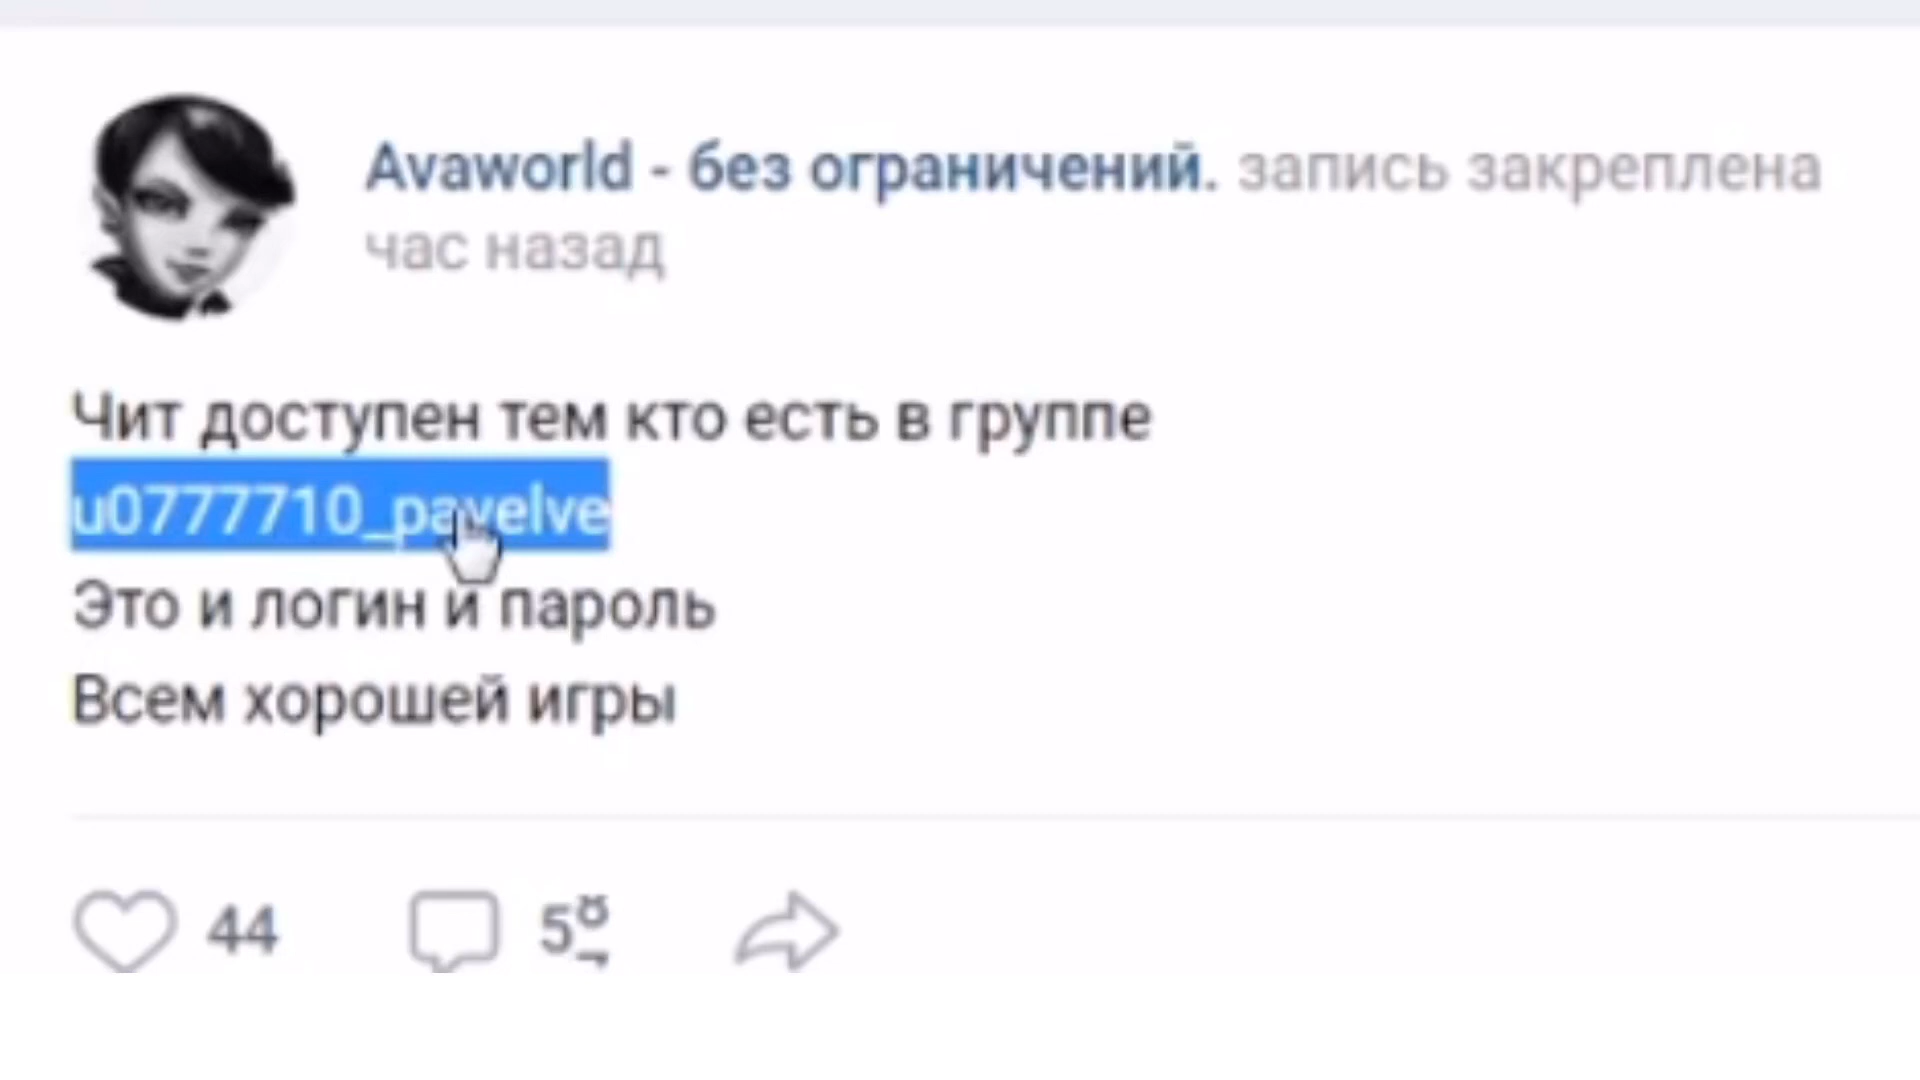 Avaworld - без ограничений. запись закреплена
час назад
Чит доступен тем кто есть в группе
u0777710_pavelve
Это и логин и пароль
Всем хорошей игры
44